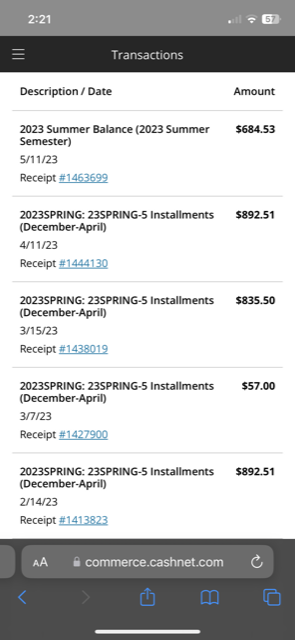 2:21
57
Transactions
Description / Date Amount
2023 Summer Balance (2023 Summer $684.53
Semester)
5/11/23
Receipt #1463699
2023SPRING: 23SPRING-5 Installments $892.51
(December-April)
4/11/23
Receipt #1444130
2023SPRING: 23SPRING-5 Installments $835.50
(December-April)
3/15/23
Receipt #1438019
2023SPRING: 23SPRING-5 Installments $57.00
(December-April)
3/7/23
Receipt #1427900
2023SPRING: 23SPRING-5 Installments $892.51
(December-April)
2/14/23
Receipt #1413823
AA commerce.cashnet.com